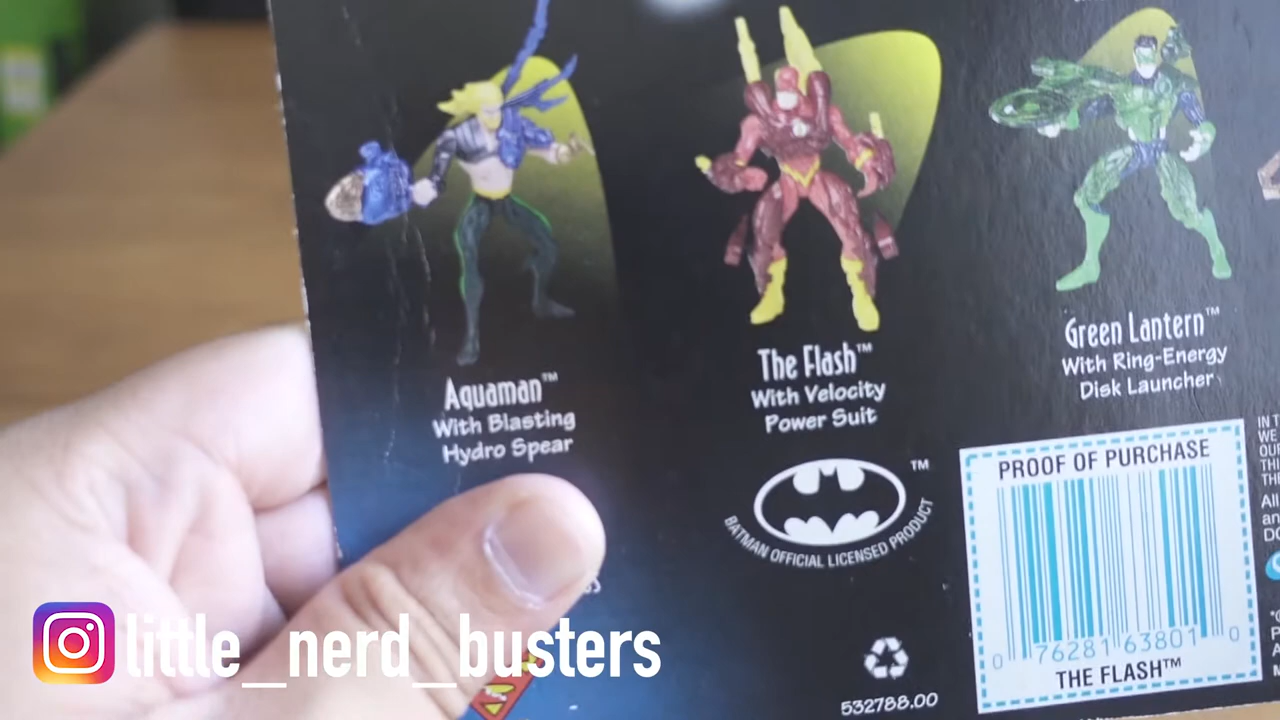 Aquaman™
With Blasting
Hydro Spear
The Flash™
With Velocity
Power Suit
Green Lantern™
With Ring-Energy
Disk Launcher
TM
BATMAN OFFICIAL LICENSED PRODUCT
PROOF OF PURCHASE
0 76281 63801 0
THE FLASH™
532788.00
little_nerd_busters